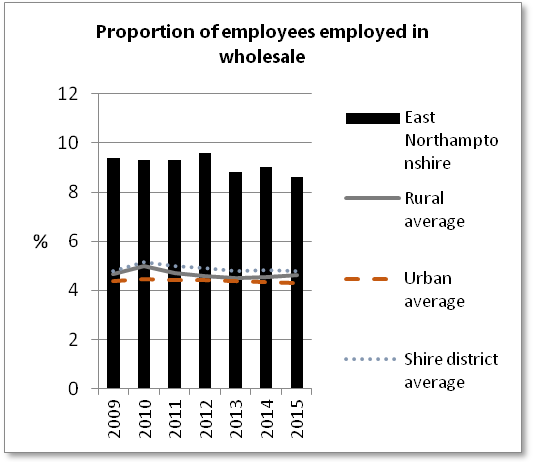 Proportion of employees employed in
wholesale
12
10
8
6
4
2
0
%
2009
2010
2011
2012
2013
2014
2015
East
Northampto
nshire
Rural
average
Urban
average
Shire district
average